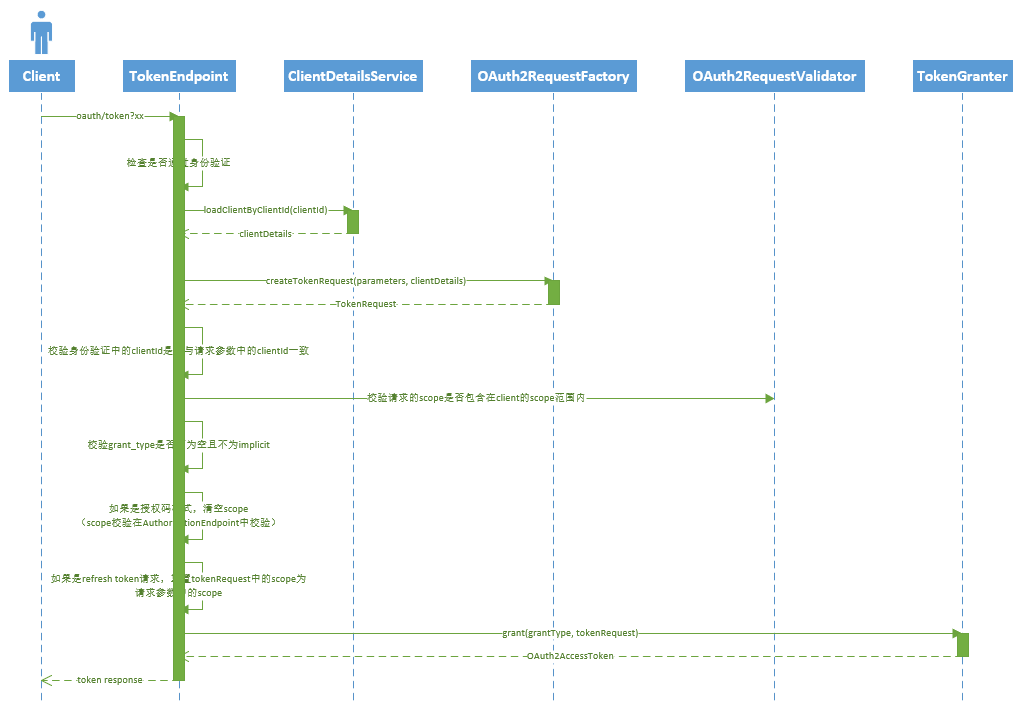 Client
TokenEndpoint
ClientDetailsService
OAuth2RequestFactory
OAuth2RequestValidator
TokenGranter
oauth/token?xx
检查是否通过身份验证
loadClientByClientId(clientId)
clientDetails
createTokenRequest(parameters, clientDetails)
TokenRequest
校验身份验证中的clientId是否与请求参数中的clientId一致
校验请求的scope是否包含在client的scope范围内
校验grant_type是否不为空且不为implicit
如果是授权码模式，清空scope
（scope校验在AuthorizationEndpoint中校验）
如果是refresh token请求，设置tokenRequest中的scope为
请求参数中的scope
grant(grantType, tokenRequest)
OAuth2AccessToken
token response